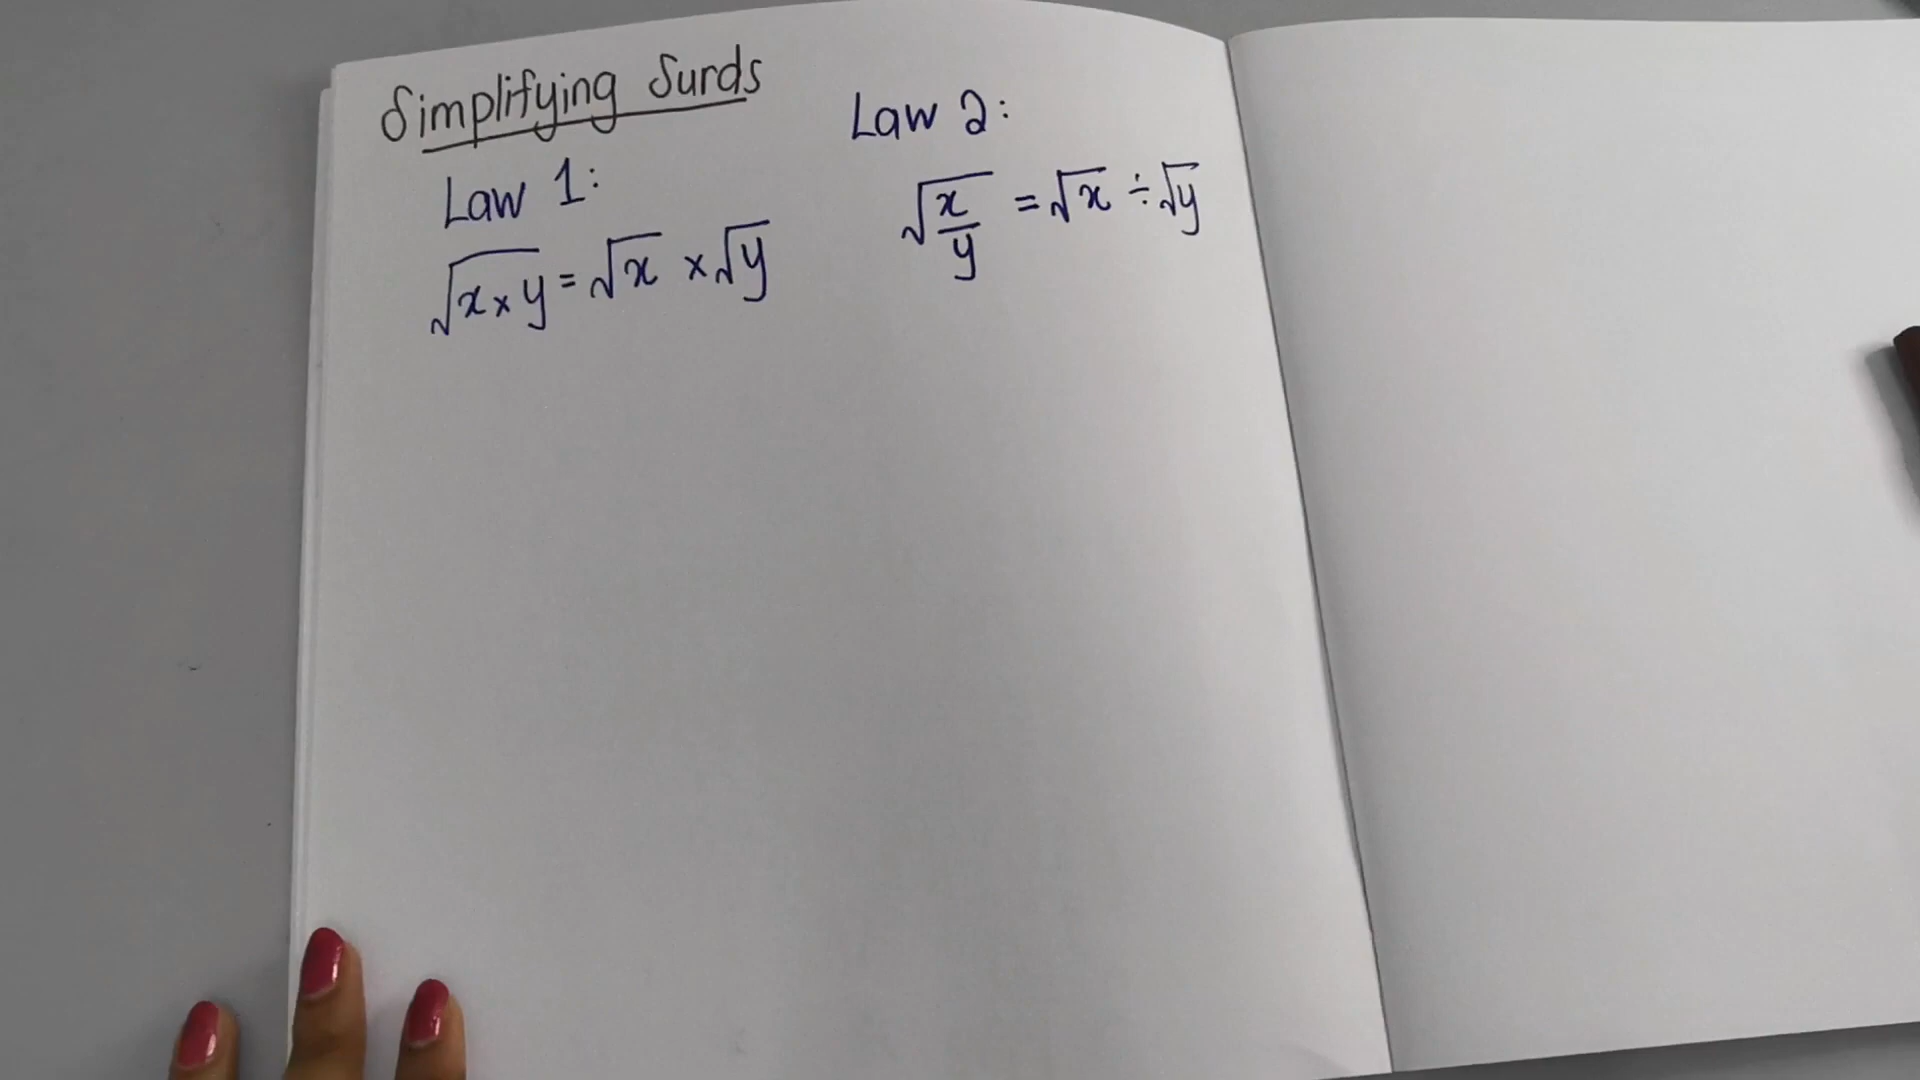 Simplifying Surds
Law 1:
√(x × y) = √x × √y
Law 2:
√(x/y) = √x ÷ √y